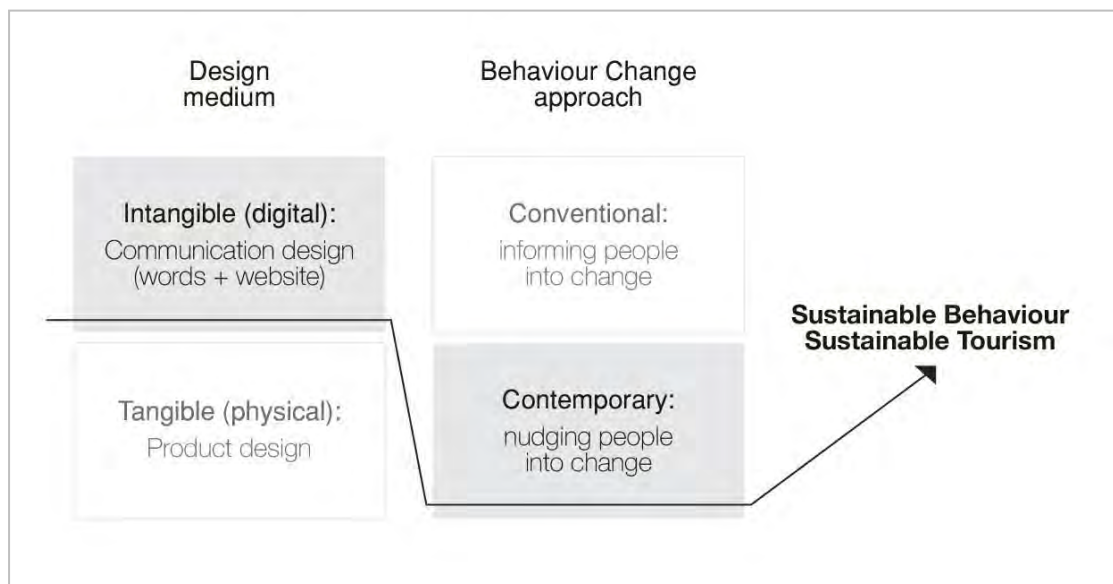 Design
medium
Behaviour Change
approach
Intangible (digital):
Communication design
(words + website)
Conventional:
informing people
into change
Tangible (physical):
Product design
Contemporary:
nudging people
into change
Sustainable Behaviour
Sustainable Tourism